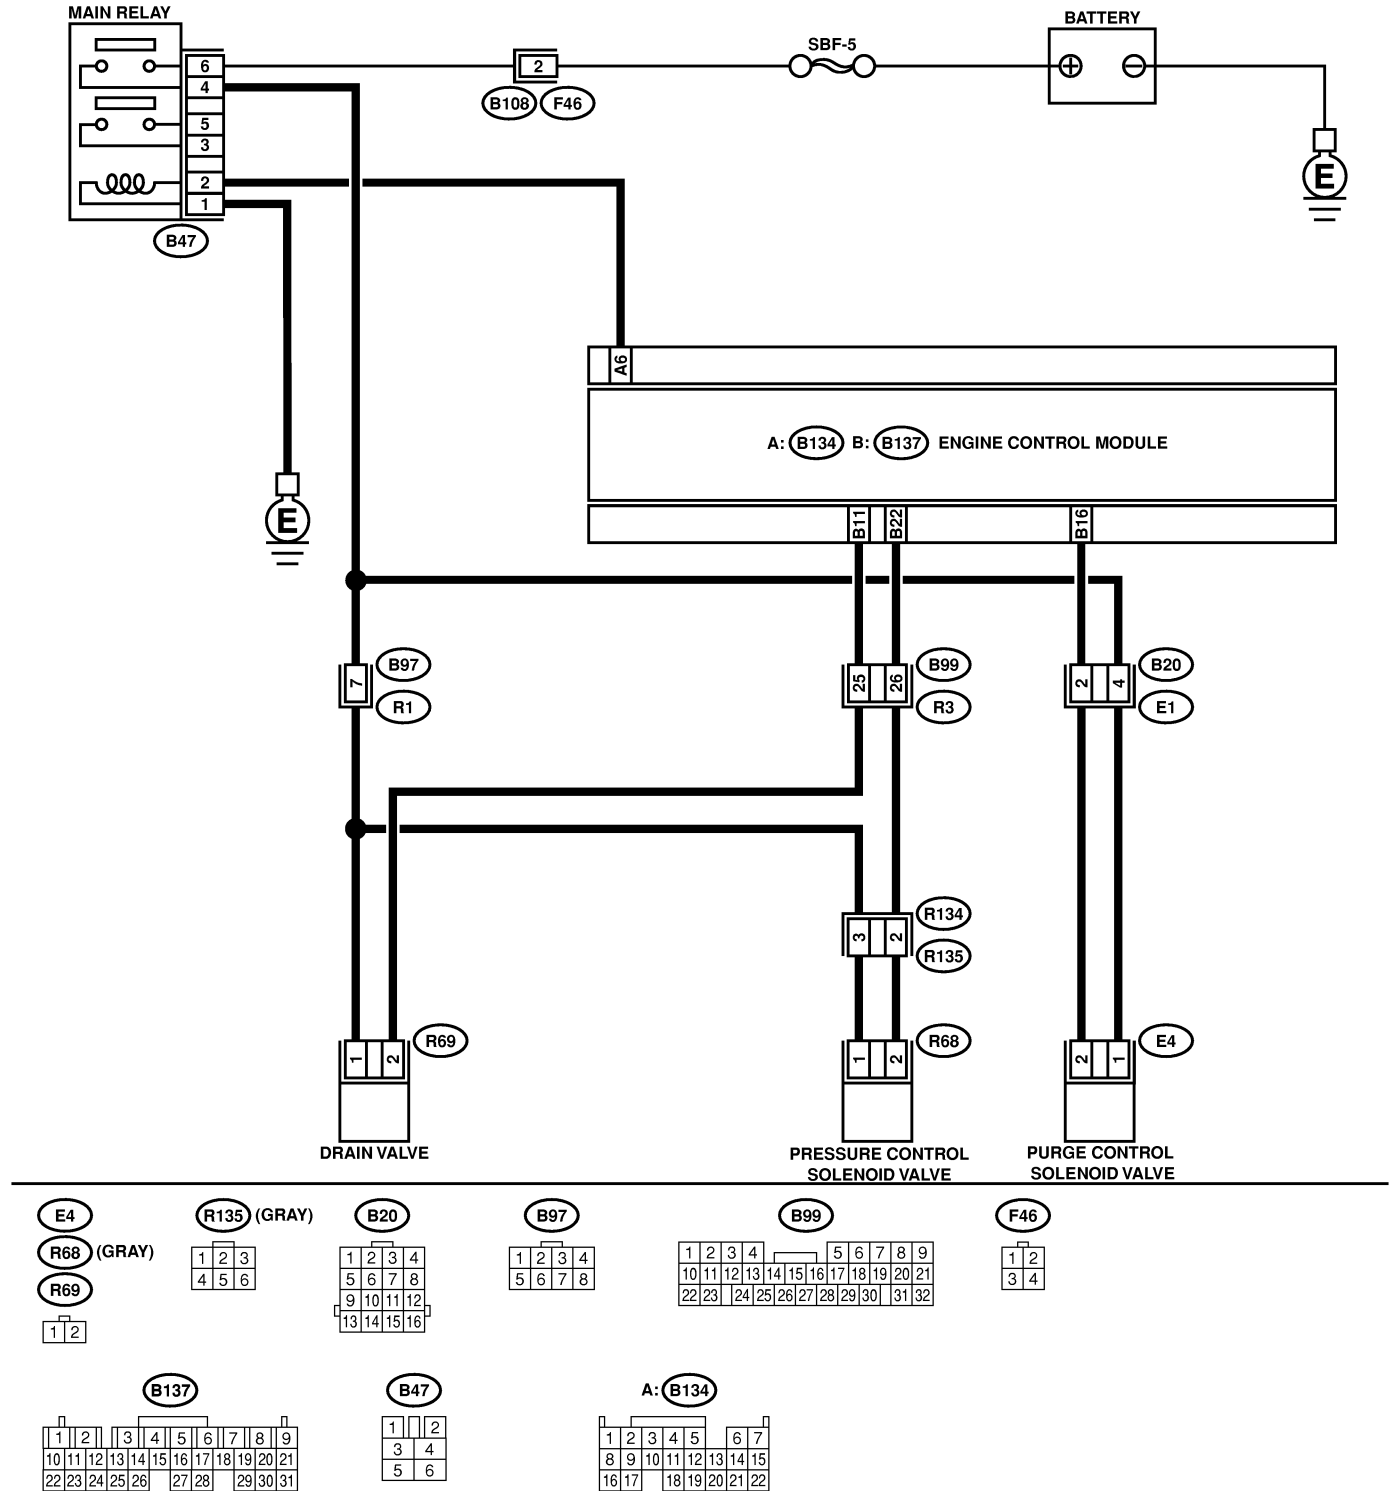 MAIN RELAY
BATTERY
SBF-5
6
4
5
3
2
1
2
B108 F46
B47
E
E
A6
A: B134 B: B137 ENGINE CONTROL MODULE
B11 B22 B16
7
B97
R1
25 26
B99
R3
2 4
B20
E1
3 2
R134
R135
1 2 R69
1 2 R68
2 1 E4
DRAIN VALVE
PRESSURE CONTROL
SOLENOID VALVE
PURGE CONTROL
SOLENOID VALVE
E4
R68 (GRAY)
R69
1 2
R135 (GRAY)
1 2 3
4 5 6
B20
1 2 3 4
5 6 7 8
9 10 11 12
13 14 15 16
B97
1 2 3 4
5 6 7 8
B99
1 2 3 4 5 6 7 8 9
10 11 12 13 14 15 16 17 18 19 20 21
22 23 24 25 26 27 28 29 30 31 32
F46
1 2
3 4
B137
1 2 3 4 5 6 7 8 9
10 11 12 13 14 15 16 17 18 19 20 21
22 23 24 25 26 27 28 29 30 31
B47
1 2
3 4
5 6
A: B134
1 2 3 4 5 6 7
8 9 10 11 12 13 14 15
16 17 18 19 20 21 22